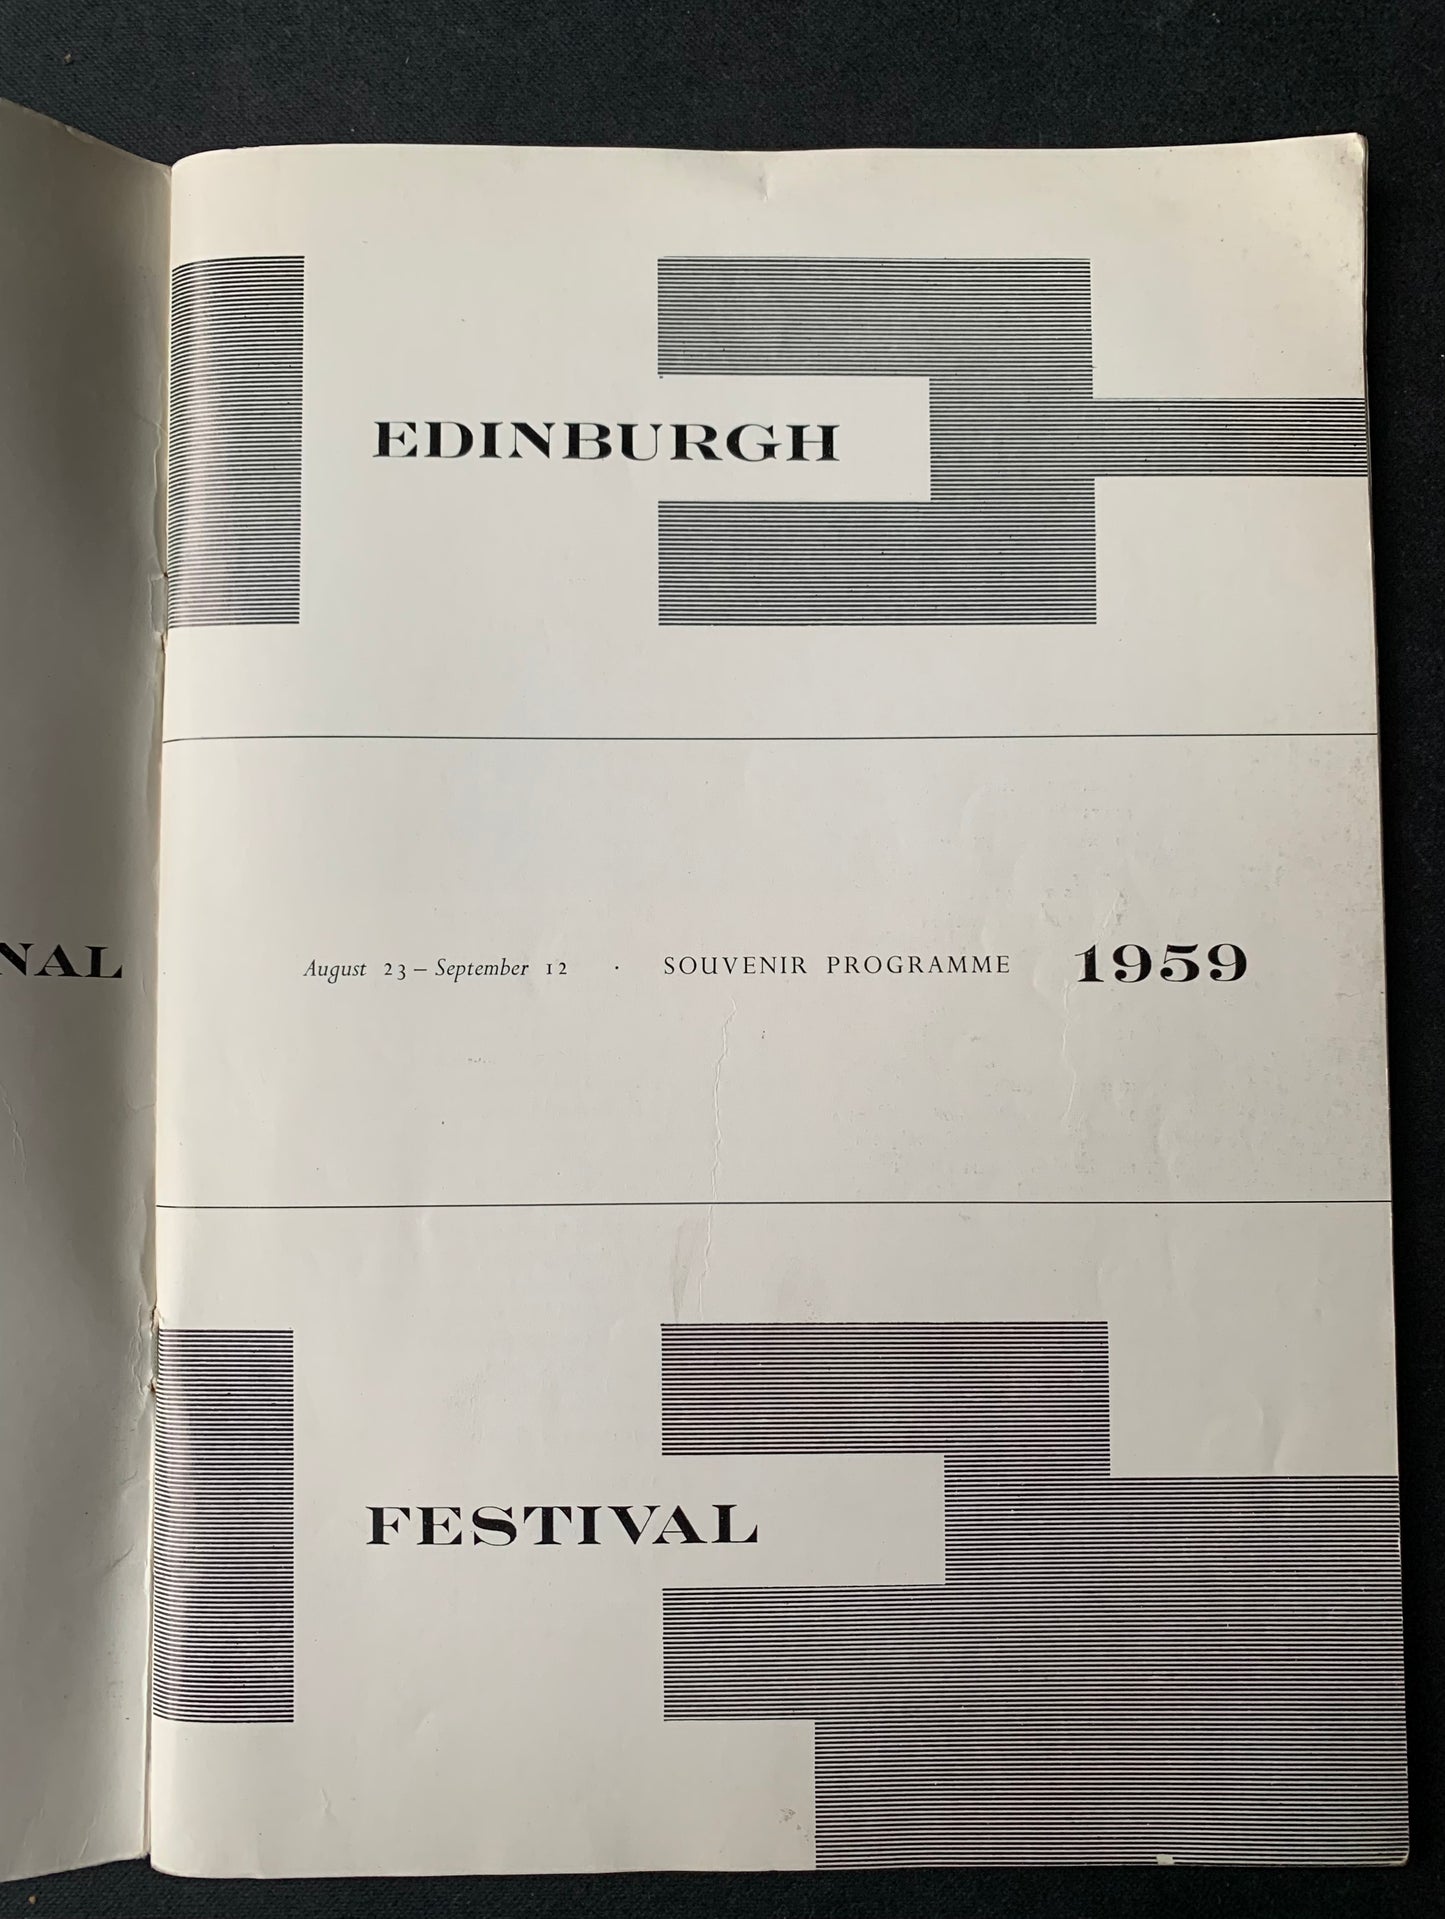 EDINBURGH
NAL
August 23 – September 12 · SOUVENIR PROGRAMME 1959
FESTIVAL